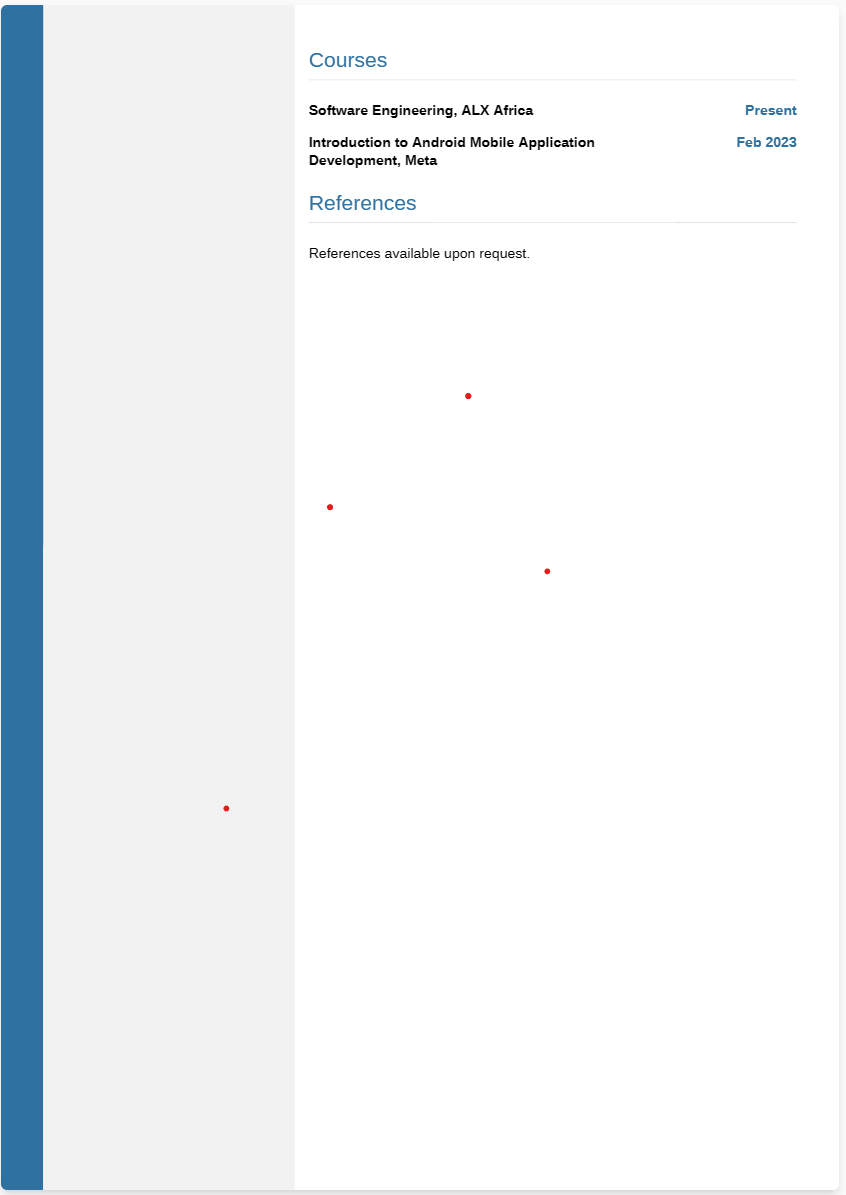 Courses
Software Engineering, ALX Africa Present
Introduction to Android Mobile Application Feb 2023
Development, Meta
References
References available upon request.